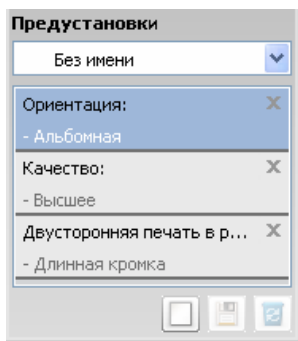 Предустановки
Без имени
Ориентация:
- Альбомная
Качество:
- Высшее
Двусторонняя печать в р...
- Длинная кромка